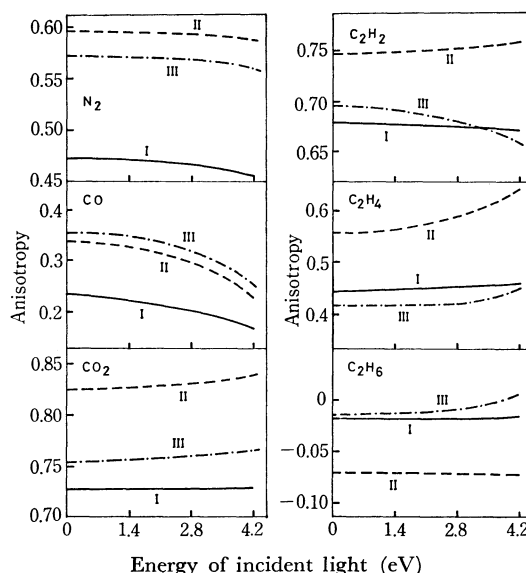 0.60
II
0.55
III
N2
0.50
I
0.45
CO
0.4
III
0.3
II
I
0.2
CO2
0.85
II
0.80
III
0.75
I
0.70
0
1.4
2.8
4.2
Anisotropy
C2H2
0.75
II
0.70
III
I
0.65
C2H4
0.6
II
0.5
I
0.4
III
C2H6
0
III
I
−0.05
II
−0.10
0
1.4
2.8
4.2
Anisotropy
Energy of incident light (eV)